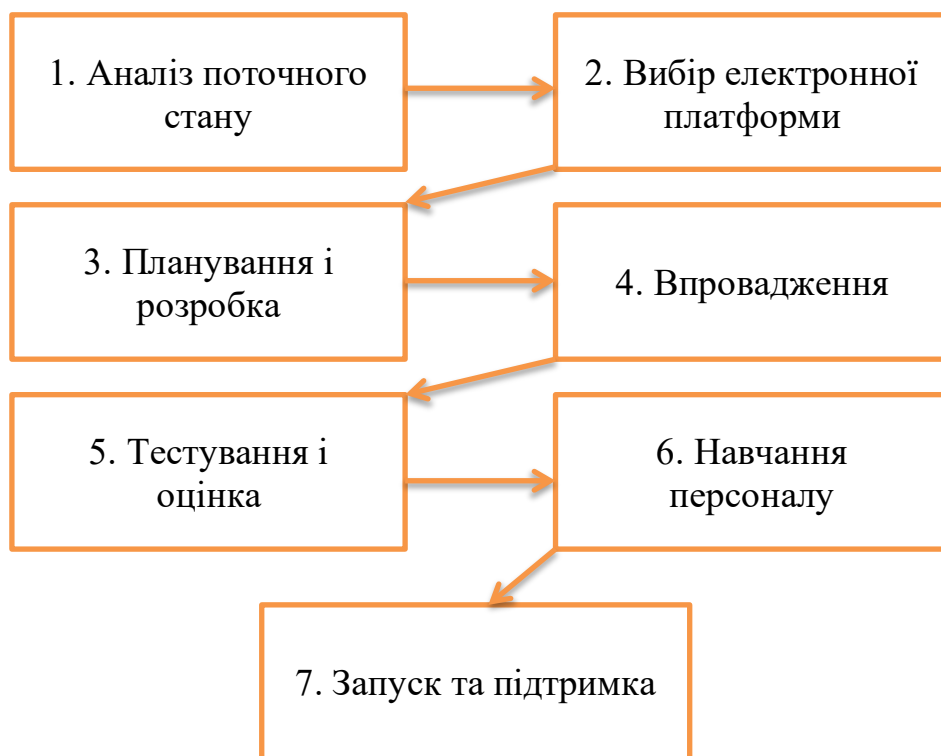 1. Аналіз поточного
стану
2. Вибір електронної
платформи
3. Планування і
розробка
4. Впровадження
5. Тестування і
оцінка
6. Навчання
персоналу
7. Запуск та підтримка